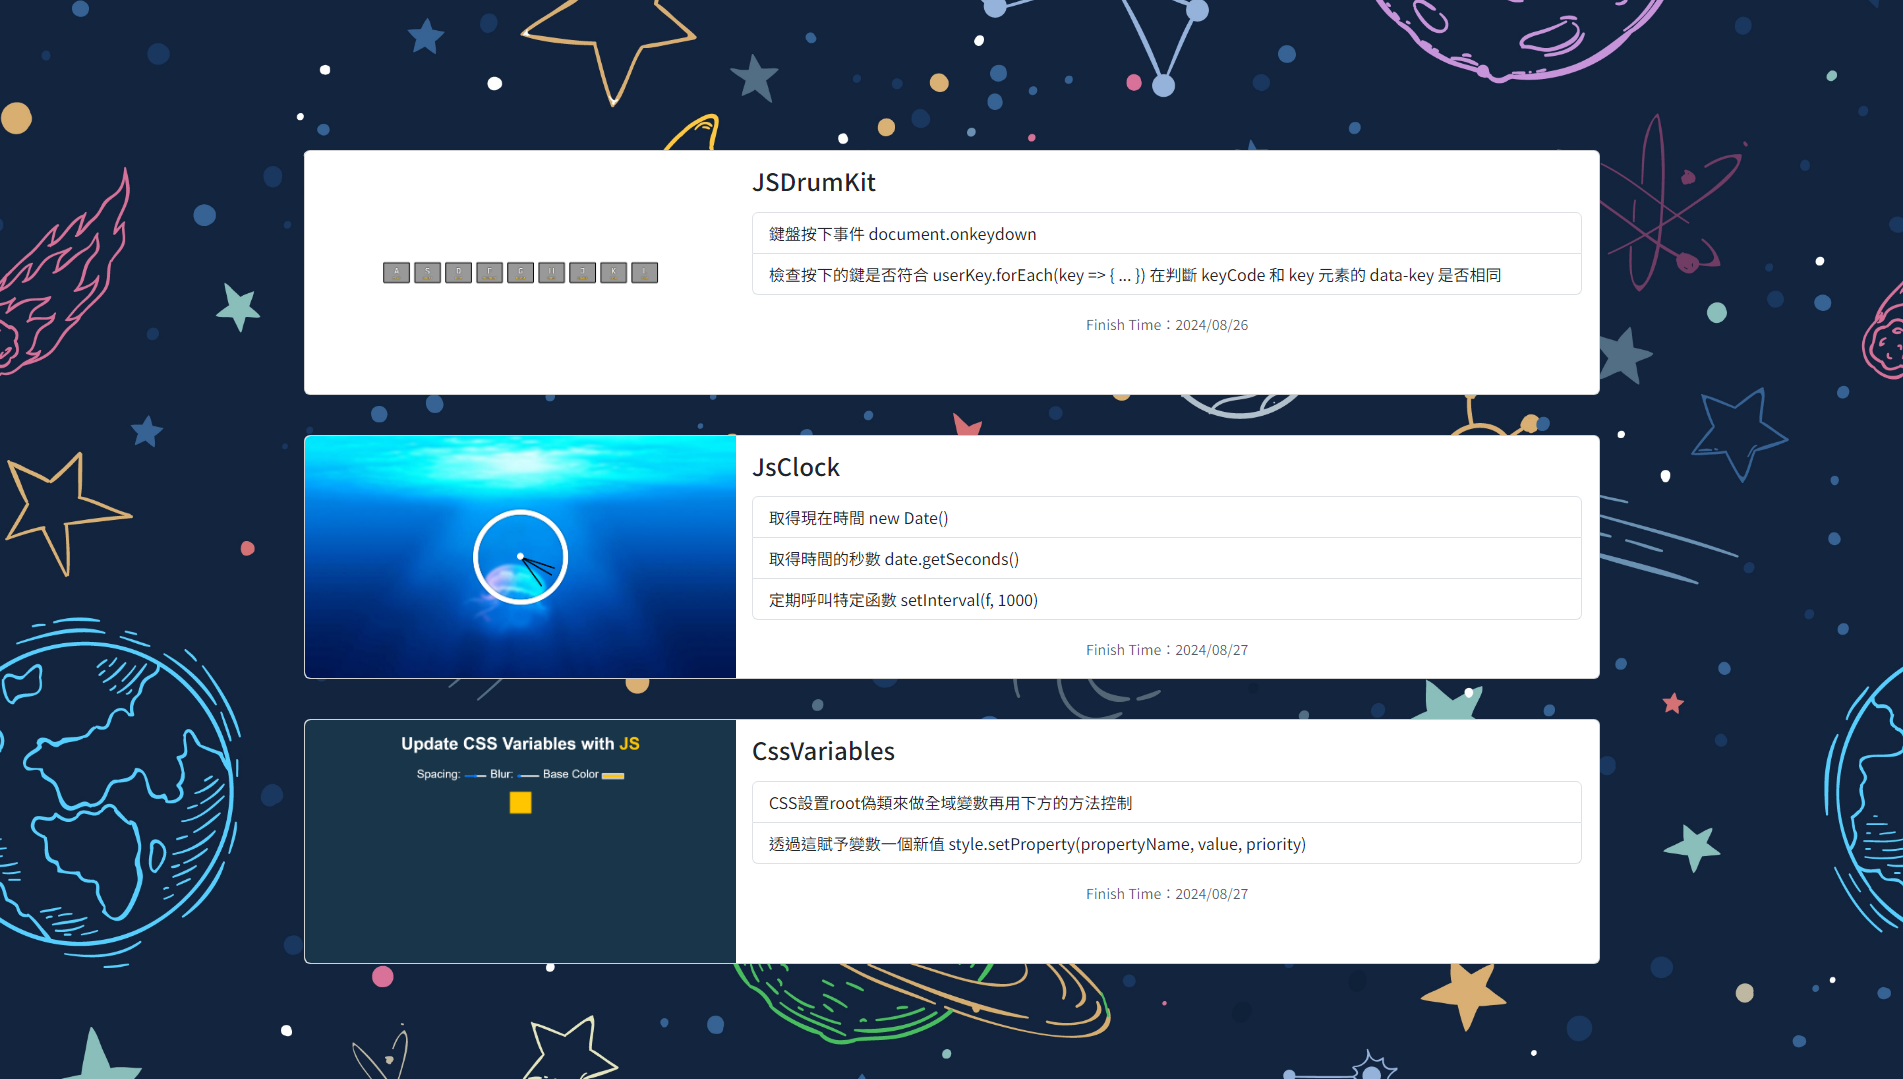 JSDrumKit
鍵盤按下事件 document.onkeydown
A S D F G H J K L
檢查按下的鍵是否符合 userKey.forEach(key => { ... }) 在判斷 keyCode 和 key 元素的 data-key 是否相同
Finish Time：2024/08/26
JsClock
取得現在時間 new Date()
取得時間的秒數 date.getSeconds()
定期呼叫特定函數 setInterval(f, 1000)
Finish Time：2024/08/27
Update CSS Variables with JS
Spacing: Blur: Base Color
CssVariables
CSS設置root偽類來做全域變數再用下方的方法控制
透過這賦予變數一個新值 style.setProperty(propertyName, value, priority)
Finish Time：2024/08/27